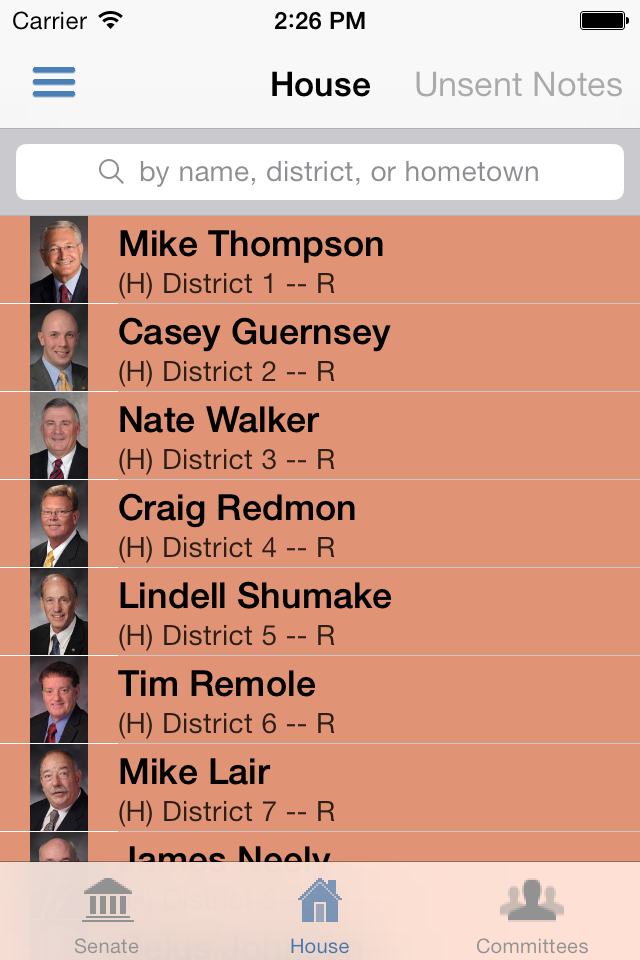 Carrier 2:26 PM
House Unsent Notes
by name, district, or hometown
Mike Thompson
(H) District 1 -- R
Casey Guernsey
(H) District 2 -- R
Nate Walker
(H) District 3 -- R
Craig Redmon
(H) District 4 -- R
Lindell Shumake
(H) District 5 -- R
Tim Remole
(H) District 6 -- R
Mike Lair
(H) District 7 -- R
James Neely
Senate House Committees